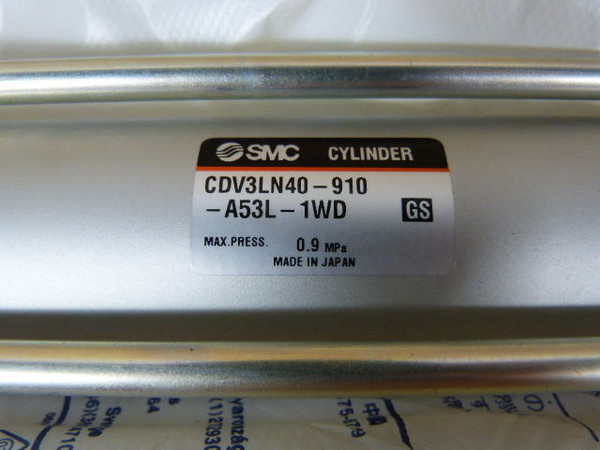 SMC CYLINDER
CDV3LN40-910
-A53L-1WD GS
MAX.PRESS. 0.9 MPa
MADE IN JAPAN